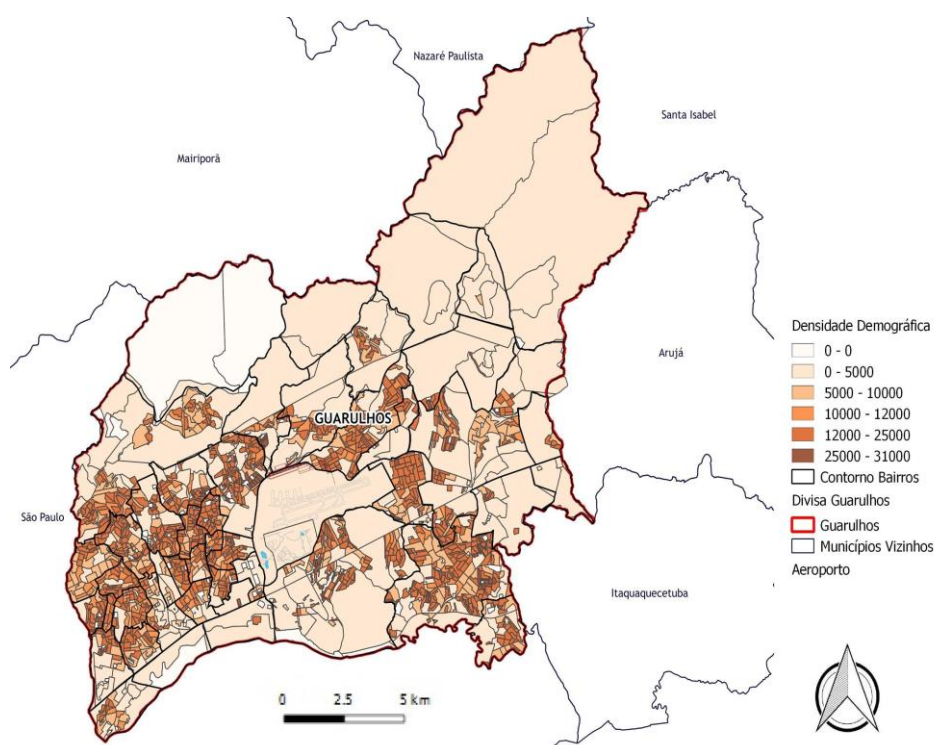 Nazaré Paulista
Santa Isabel
Mairiporã
Arujá
GUARULHOS
São Paulo
Itaquaquecetuba
Densidade Demográfica
0 - 0
0 - 5000
5000 - 10000
10000 - 12000
12000 - 25000
25000 - 31000
Contorno Bairros
Divisa Guarulhos
Guarulhos
Municípios Vizinhos
Aeroporto
0 2.5 5 km